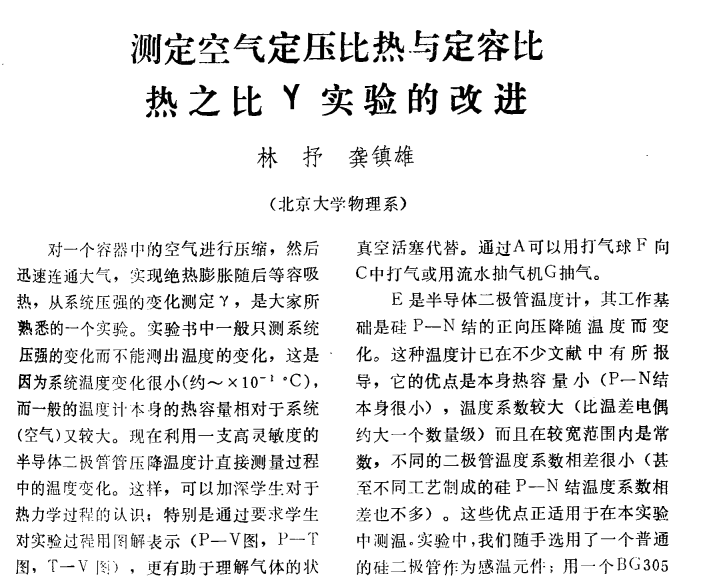 测定空气定压比热与定容比
热之比 γ 实验的改进
林 抒 龚镇雄
(北京大学物理系)
对一个容器中的空气进行压缩,然后
迅速连通大气,实现绝热膨胀随后等容吸
热,从系统压强的变化测定γ,是大家所
熟悉的一个实验。实验书中一般只测系统
压强的变化而不能测出温度的变化,这是
因为系统温度变化很小(约~×10⁻¹℃),
而一般的温度计本身的热容量相对于系统
(空气)又较大。现在利用一支高灵敏度的
半导体二极管管压降温度计直接测量过程
中的温度变化。这样,可以加深学生对于
热力学过程的认识;特别是通过要求学生
对实验过程用图解表示(P—V图,P—T
图,T—V图),更有助于理解气体的状
真空活塞代替。通过A可以用打气球F向
C中打气或用流水抽气机G抽气。
E是半导体二极管温度计,其工作基
础是硅P—N结的正向压降随温度而变
化。这种温度计已在不少文献中有所报
导,它的优点是本身热容量小(P—N结
本身很小),温度系数较大(比温差电偶
约大一个数量级)而且在较宽范围内是常
数,不同的二极管温度系数相差很小(甚
至不同工艺制成的硅P—N结温度系数相
差也不多)。这些优点正适用于在本实验
中测温。实验中,我们随手选用了一个普通
的硅二极管作为感温元件;用一个BG305